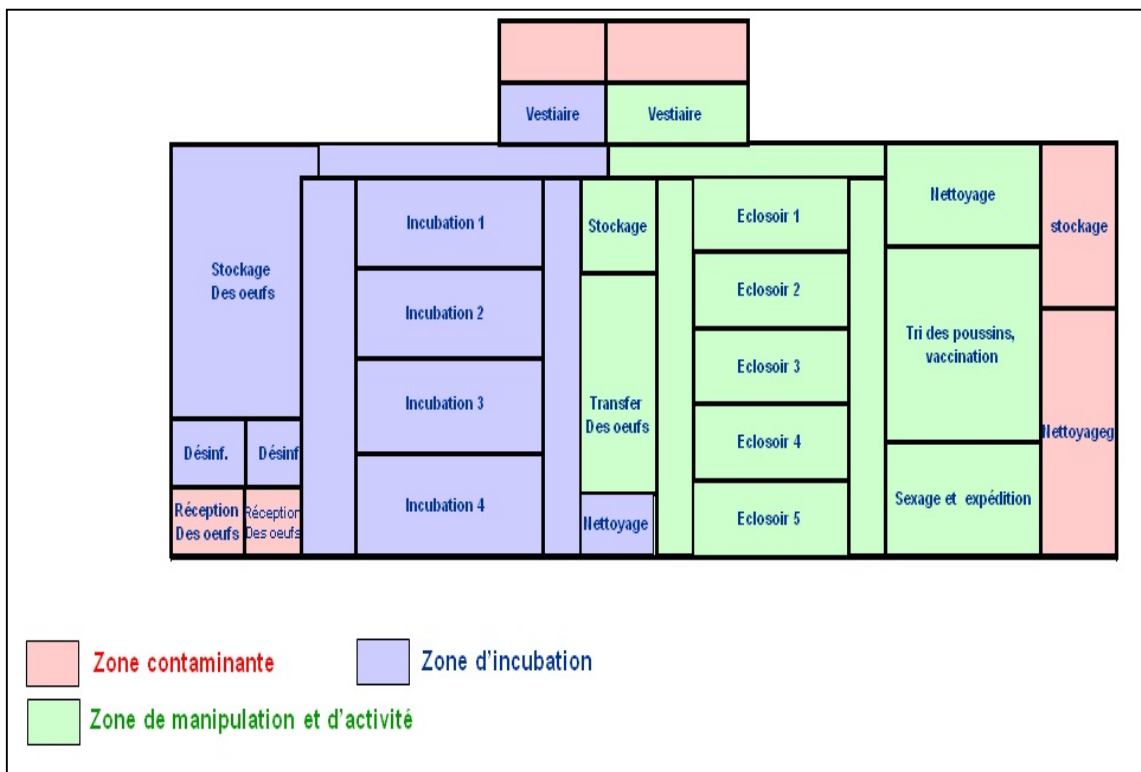 Vestiaire
Vestiaire
Stockage
Des oeufs
Incubation 1
Incubation 2
Incubation 3
Incubation 4
Désinf.
Désinf
Réception
Des oeufs
Réception
Des oeufs
Stockage
Transfer
Des oeufs
Nettoyage
Eclosoir 1
Eclosoir 2
Eclosoir 3
Eclosoir 4
Eclosoir 5
Nettoyage
Tri des poussins,
vaccination
Sexage et expédition
stockage
Nettoyageg
Zone contaminante
Zone d'incubation
Zone de manipulation et d'activité